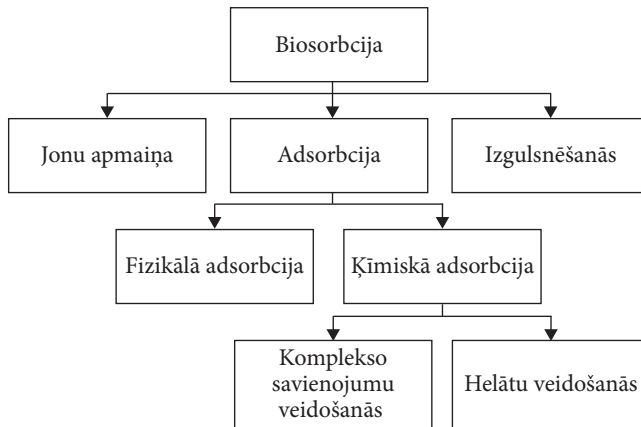 Biosorbcija
Jonu apmaiņa
Adsorbcija
Izgulsnēšanās
Fizikālā adsorbcija
Ķīmiskā adsorbcija
Komplekso
savienojumu
veidošanās
Helātu veidošanās